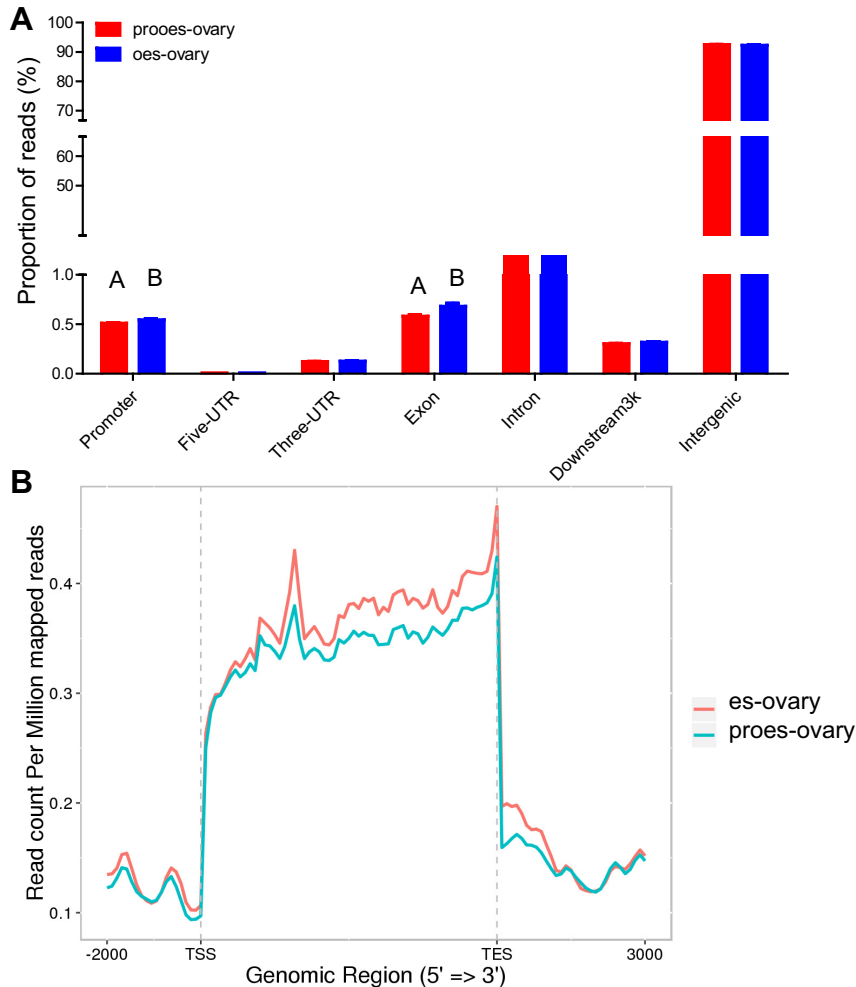 A
prooes-ovary
oes-ovary
Proportion of reads (%)
100
90
80
70
60
50
1.0
0.5
0.0
A B
A B
Promoter
Five-UTR
Three-UTR
Exon
Intron
Downstream3k
Intergenic
B
Read count Per Million mapped reads
0.4
0.3
0.2
0.1
-2000
TSS
TES
3000
Genomic Region (5' => 3')
es-ovary
proes-ovary